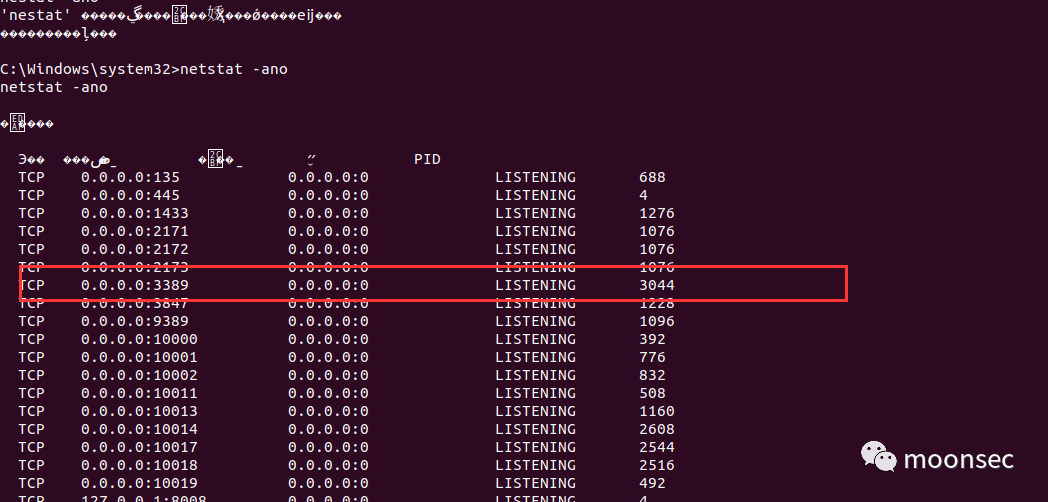 'nestat'
C:\Windows\system32>netstat -ano
netstat -ano
PID
TCP 0.0.0.0:135 0.0.0.0:0 LISTENING 688
TCP 0.0.0.0:445 0.0.0.0:0 LISTENING 4
TCP 0.0.0.0:1433 0.0.0.0:0 LISTENING 1276
TCP 0.0.0.0:2171 0.0.0.0:0 LISTENING 1076
TCP 0.0.0.0:2172 0.0.0.0:0 LISTENING 1076
TCP 0.0.0.0:2173 0.0.0.0:0 LISTENING 1076
TCP 0.0.0.0:3389 0.0.0.0:0 LISTENING 3044
TCP 0.0.0.0:3847 0.0.0.0:0 LISTENING 1228
TCP 0.0.0.0:9389 0.0.0.0:0 LISTENING 1096
TCP 0.0.0.0:10000 0.0.0.0:0 LISTENING 392
TCP 0.0.0.0:10001 0.0.0.0:0 LISTENING 776
TCP 0.0.0.0:10002 0.0.0.0:0 LISTENING 832
TCP 0.0.0.0:10011 0.0.0.0:0 LISTENING 508
TCP 0.0.0.0:10013 0.0.0.0:0 LISTENING 1160
TCP 0.0.0.0:10014 0.0.0.0:0 LISTENING 2608
TCP 0.0.0.0:10017 0.0.0.0:0 LISTENING 2544
TCP 0.0.0.0:10018 0.0.0.0:0 LISTENING 2516
TCP 0.0.0.0:10019 0.0.0.0:0 LISTENING 492
TCP 127.0.0.1:8008 0.0.0.0:0 LISTENING 4
moonsec